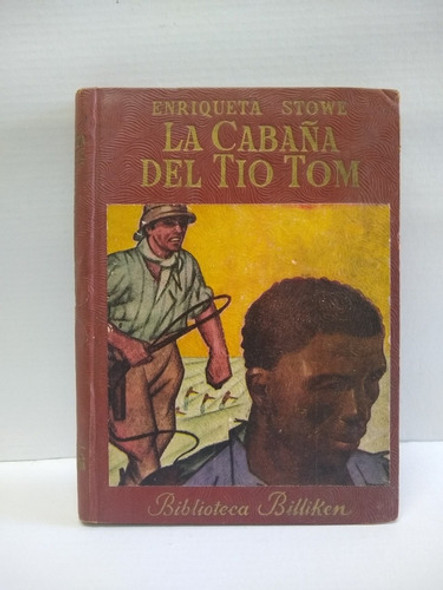 ENRIQUETA STOWE
LA CABAÑA
DEL TIO TOM
Biblioteca Billiken